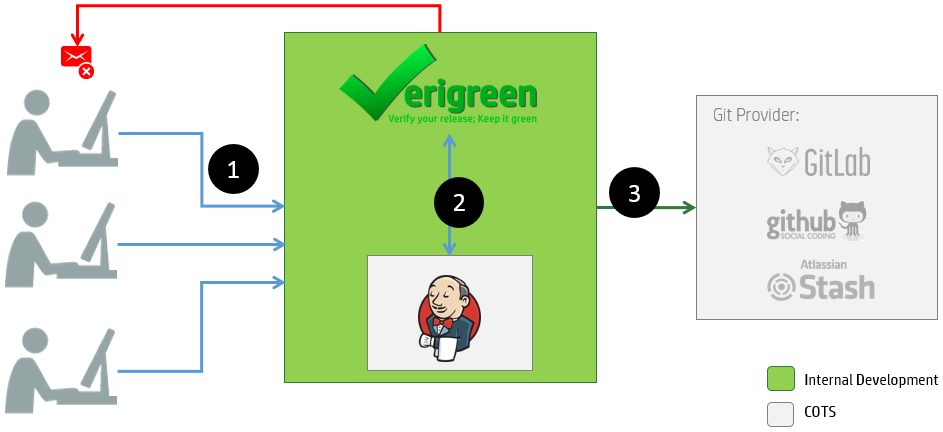 Verigreen
Verify your release; Keep it green
1
2
3
Git Provider:
GitLab
github
SOCIAL CODING
Atlassian
Stash
Internal Development
COTS